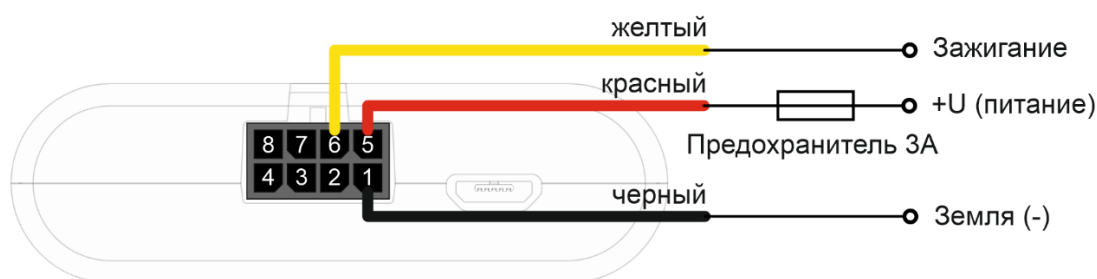 желтый
Зажигание
красный
+U (питание)
Предохранитель 3А
8 7 6 5
4 3 2 1
черный
Земля (-)